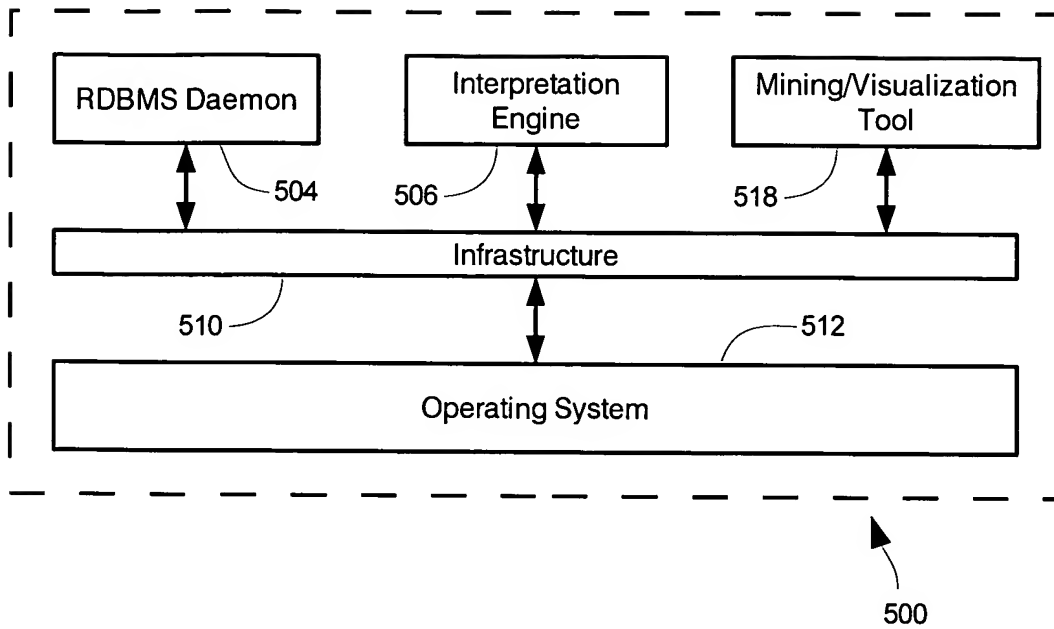 RDBMS Daemon
Interpretation
Engine
Mining/Visualization
Tool
504
506
518
Infrastructure
510
512
Operating System
500